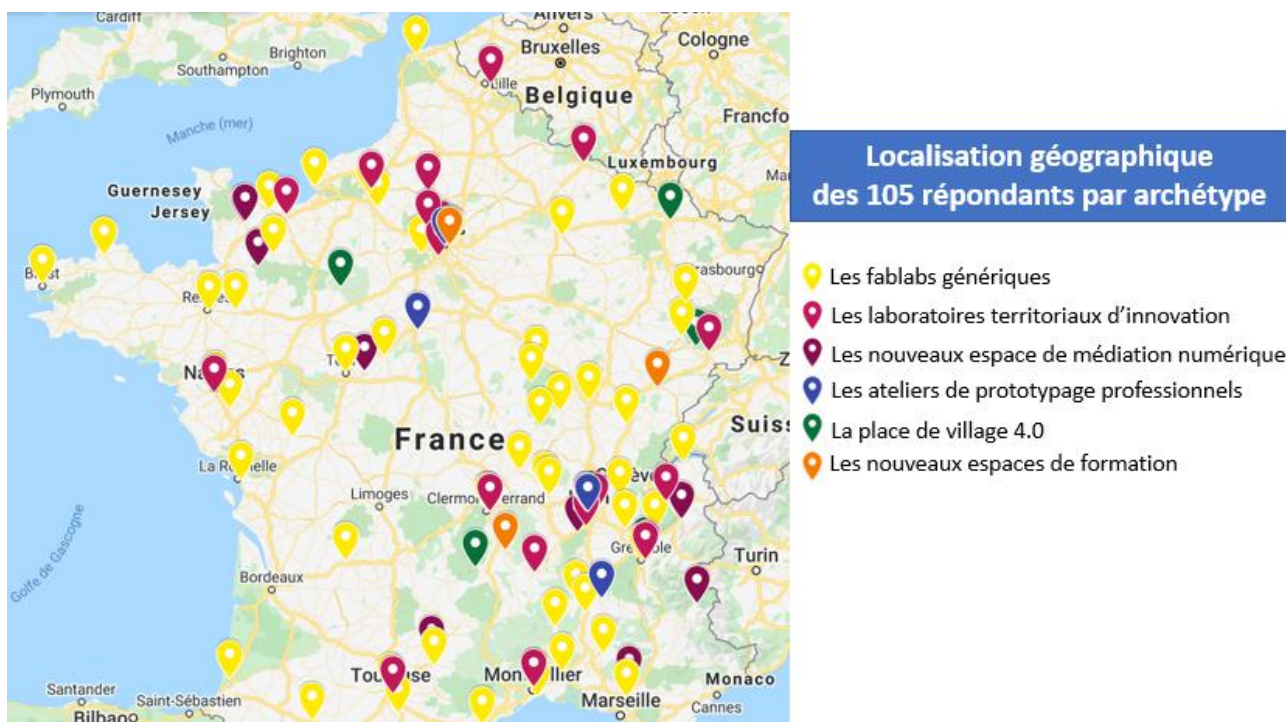 Cardiff
Anvers
Bruxelles
Cologne
Southampton
Brighton
Plymouth
Lille
Belgique
Manche (mer)
Luxembourg
Guernesey
Jersey
Limoges
France
La Rochelle
Golfe de Gascogne
Bordeaux
Turin
Marseille
Monaco
Cannes
Santander
Saint-Sébastien
Localisation géographique
des 105 répondants par archétype
Les fablabs génériques
Les laboratoires territoriaux d’innovation
Les nouveaux espace de médiation numérique
Les ateliers de prototypage professionnels
La place de village 4.0
Les nouveaux espaces de formation